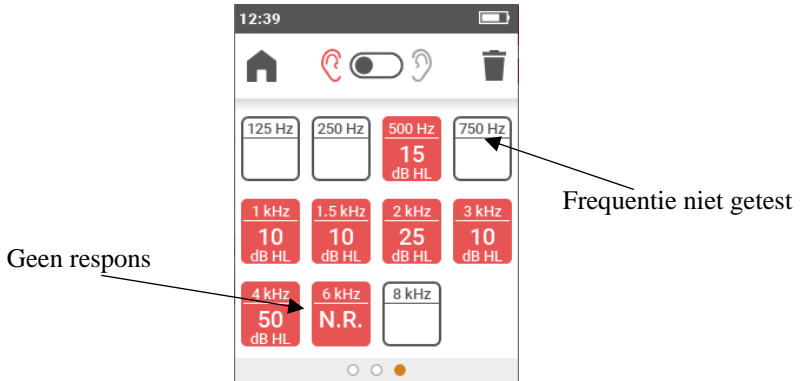 12:39
125 Hz 250 Hz 500 Hz 750 Hz
15
dB HL
Frequentie niet getest
1 kHz 1.5 kHz 2 kHz 3 kHz
10 10 25 10
dB HL dB HL dB HL dB HL
Geen respons
4 kHz 6 kHz 8 kHz
50 N.R.
dB HL